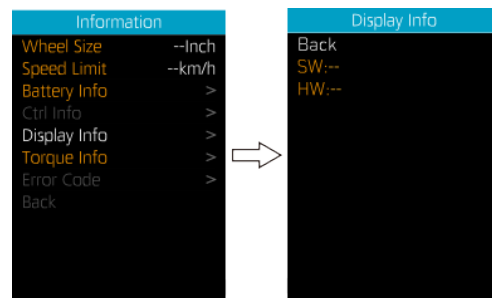 Information
Wheel Size --Inch
Speed Limit --km/h
Battery Info >
Ctrl Info >
Display Info >
Torque Info >
Error Code >
Back
Display Info
Back
SW:--
HW:--